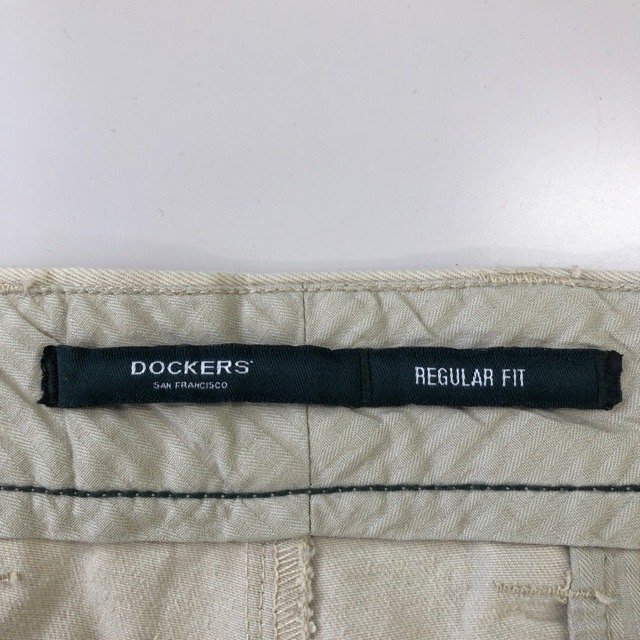 DOCKERS®
SAN FRANCISCO
REGULAR FIT